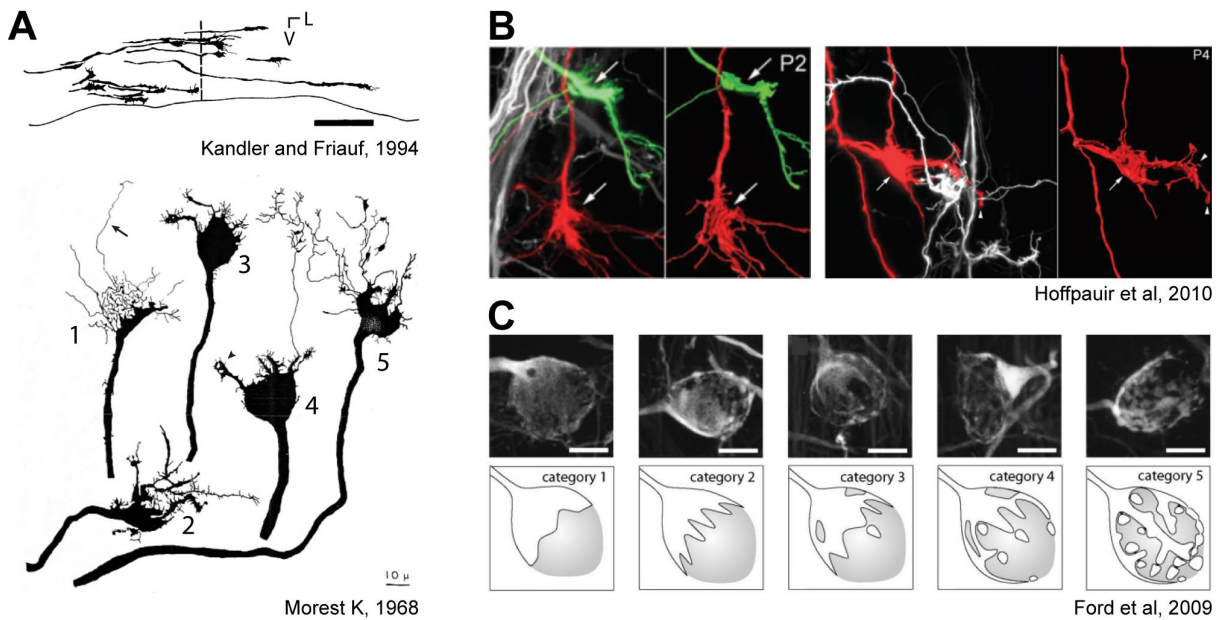 A
L
V
Kandler and Friauf, 1994
1
2
3
4
5
10 μ
Morest K, 1968
B
P2
P4
Hoffpauir et al, 2010
C
category 1
category 2
category 3
category 4
category 5
Ford et al, 2009